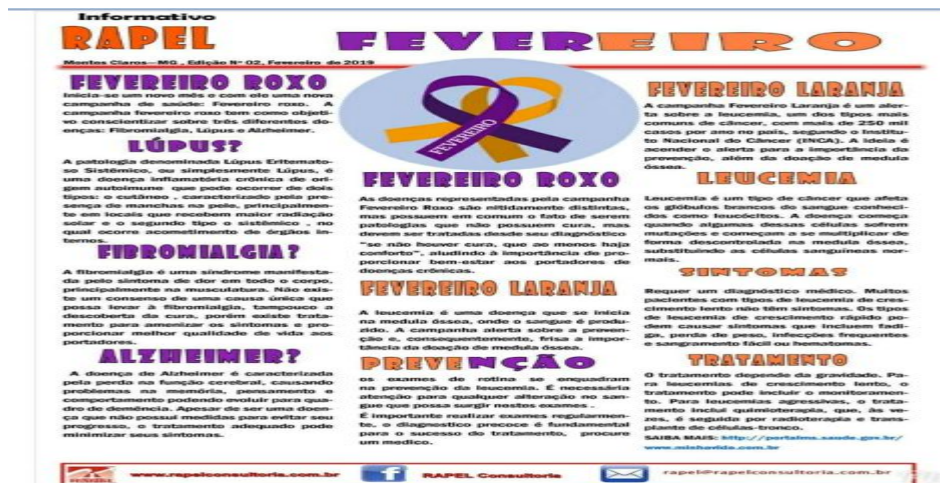 Informativo
RAPEL
FEVEREIRO
Montes Claros—MG , Edição Nº 02, Fevereiro de 2019
FEVEREIRO ROXO
Inicia-se um novo mês e com ele uma nova
campanha de saúde: Fevereiro roxo. A
campanha fevereiro roxo tem como objeti-
vo conscientizar sobre três diferentes do-
enças: Fibromialgia, Lúpus e Alzheimer.
LÚPUS?
A patologia denominada Lúpus Eritemato-
so Sistêmico, ou simplesmente Lúpus, é
uma doença inflamatória crônica de ori-
gem autoimune que pode ocorrer de dois
tipos: o cutâneo , caracterizado pela pre-
sença de manchas na pele, principalmen-
te em locais que recebem maior radiação
solar e o segundo tipo o sistêmico , no
qual ocorre acometimento de órgãos in-
ternos.
FIBROMIALGIA?
A fibromialgia é uma síndrome manifesta-
da pelo sintoma de dor em todo o corpo,
principalmente na musculatura. Não exis-
te um consenso de uma causa única que
possa levar à fibromialgia, tampouco a
descoberta da cura, porém existe trata-
mento para amenizar os sintomas e pro-
porcionar melhor qualidade de vida aos
portadores.
ALZHEIMER?
A doença de Alzheimer é caracterizada
pela perda na função cerebral, causando
problemas na memória, pensamento e
comportamento podendo evoluir para qua-
dro de demência. Apesar de ser uma doen-
ça que não possui medidas para evitar seu
progresso, o tratamento adequado pode
minimizar seus sintomas.
FEVEREIRO
FEVEREIRO ROXO
As doenças representadas pela campanha
Fevereiro Roxo são nitidamente distintas,
mas possuem em comum o fato de serem
patologias que não possuem cura, mas
devem ser tratadas desde seu diagnóstico
"se não houver cura, que ao menos haja
conforto", aludindo à importância de pro-
porcionar bem-estar aos portadores de
doenças crônicas.
FEVEREIRO LARANJA
A leucemia é uma doença que se inicia
na medula óssea, onde o sangue é produ-
zido. A campanha alerta sobre a preven-
ção e, consequentemente, frisa a impor-
tância da doação de medula óssea.
PREVENÇÃO
os exames de rotina se enquadram
na prevenção da leucemia. É necessária
atenção para qualquer alteração no san-
gue que possa surgir nestes exames .
É importante realizar exames regularmen-
te, o diagnostico precoce é fundamental
para o sucesso do tratamento, procure
um medico.
FEVEREIRO LARANJA
A campanha Fevereiro Laranja é um aler-
ta sobre a leucemia, um dos tipos mais
comuns de câncer, com mais de 250 mil
casos por ano no país, segundo o Institu-
to Nacional do Câncer (INCA). A ideia é
acender o alerta para a importância da
prevenção, além da doação de medula
óssea.
LEUCEMIA
Leucemia é um tipo de câncer que afeta
os glóbulos brancos do sangue conheci-
dos como leucócitos. A doença começa
quando algumas dessas células sofrem
mutações e começam a se multiplicar de
forma descontrolada na medula óssea,
substituindo as células sanguíneas nor-
mais.
SINTOMAS
Requer um diagnóstico médico. Muitos
pacientes com tipos de leucemia de cres-
cimento lento não têm sintomas. Os tipos
de leucemia de crescimento rápido po-
dem causar sintomas que incluem fadi-
ga, perda de peso, infecções frequentes
e sangramento fácil ou hematomas.
TRATAMENTO
O tratamento depende da gravidade. Pa-
ra leucemias de crescimento lento, o
tratamento pode incluir o monitoramen-
to. Para leucemias agressivas, o trata-
mento inclui quimioterapia, que, às ve-
zes, é seguida por radioterapia e trans-
plante de células-tronco.
SAIBA MAIS: http://portalms.saude.gov.br/
www.minhavida.com.br
www.rapelconsultoria.com.br
RAPEL Consultoria
rapel@rapelconsultoria.com.br